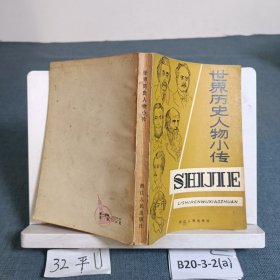 世界历史人物小传
SHIJIE
LISHIRENWUXIAOZHUAN
浙江人民出版社
世界历史人物小传
浙江人民出版社
32 平
B20-3-2(a)